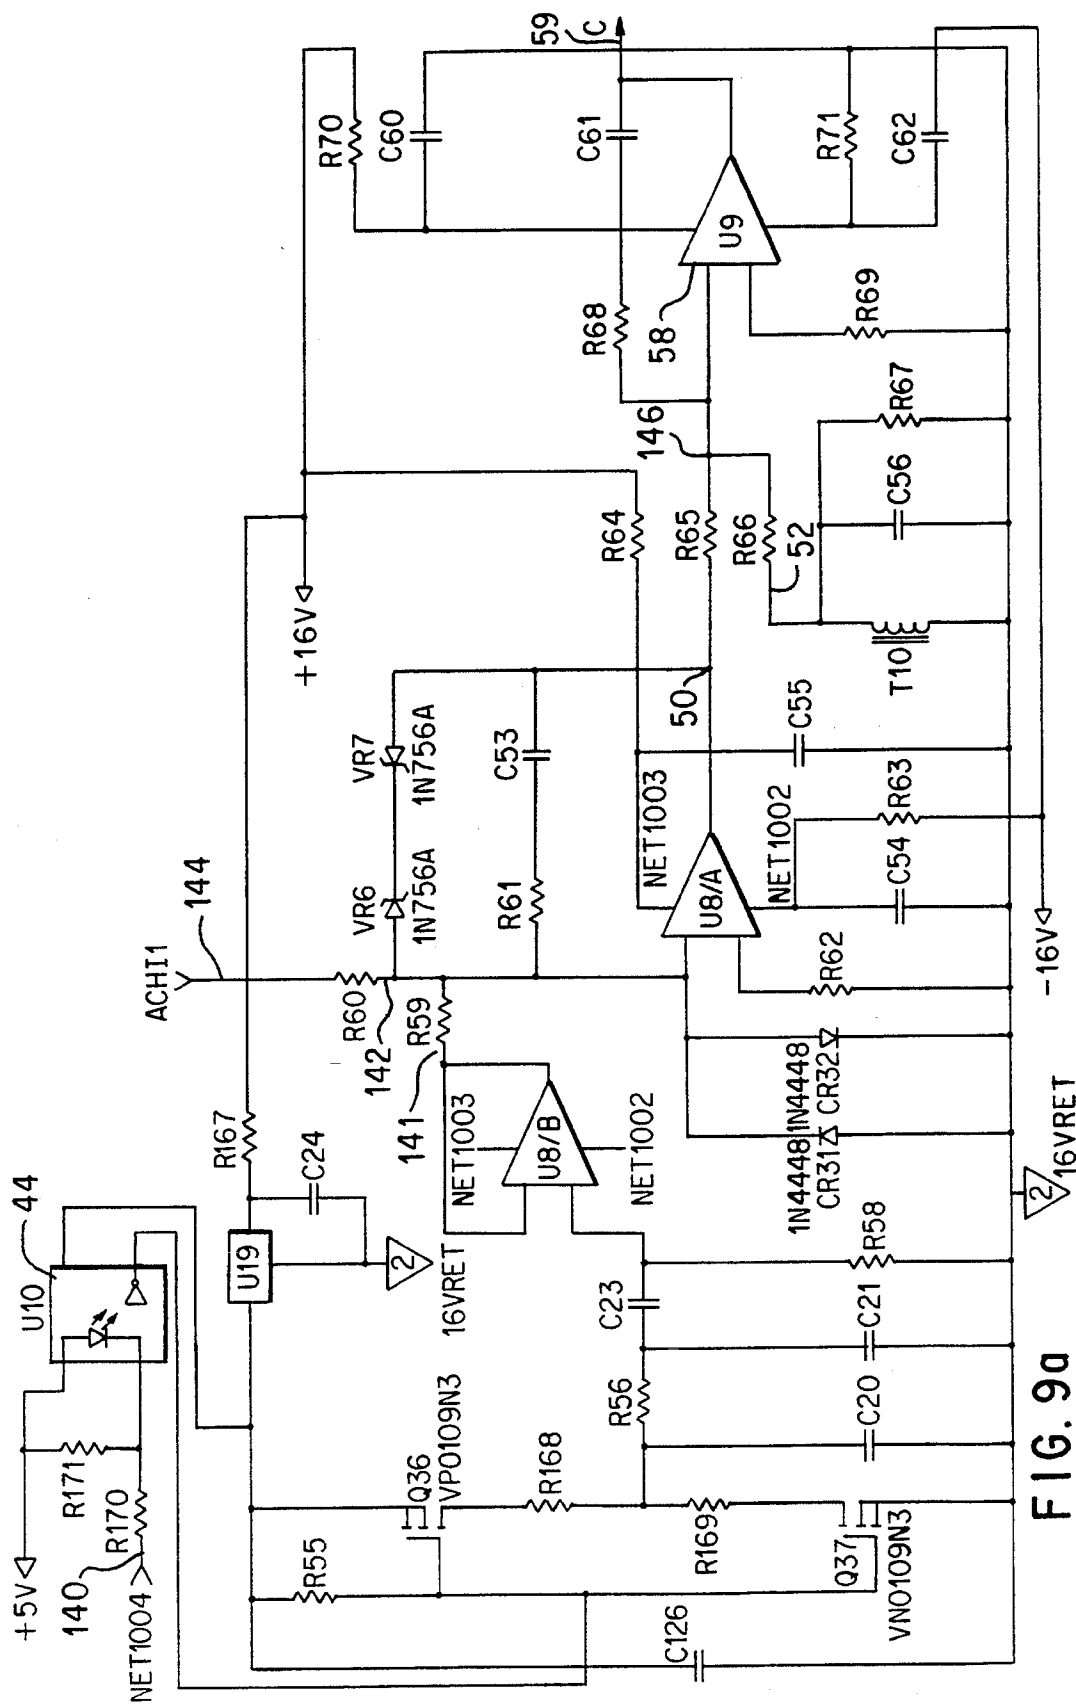 +5V
140
NET1004
R171
R170
U10
44
R167
U19
C24
2
16VRET
ACHI1
144
+16V
R70
C60
59
C
C61
R71
C62
R68
58
U9
R69
146
R64
R65
R66
52
R67
C56
T10
VR7
1N756A
VR6
1N756A
C53
R61
50
C55
NET1003
U8/A
NET1002
R63
C54
R62
-16V
R60
142
R59
141
NET1003
U8/B
NET1002
1N4448
CR31
1N4448
CR32
2
16VRET
R58
C23
C21
R56
C20
Q36
VP0109N3
R168
R169
Q37
VN0109N3
R55
C126
FIG. 9a